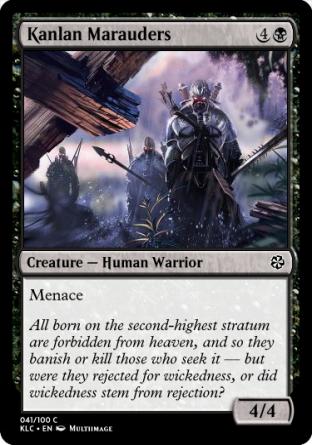 Kanlan Marauders 4
Creature — Human Warrior
Menace
All born on the second-highest stratum
are forbidden from heaven, and so they
banish or kill those who seek it — but
were they rejected for wickedness, or did
wickedness stem from rejection?
4/4
041/100 C
KLC • EN MULTIIMAGE